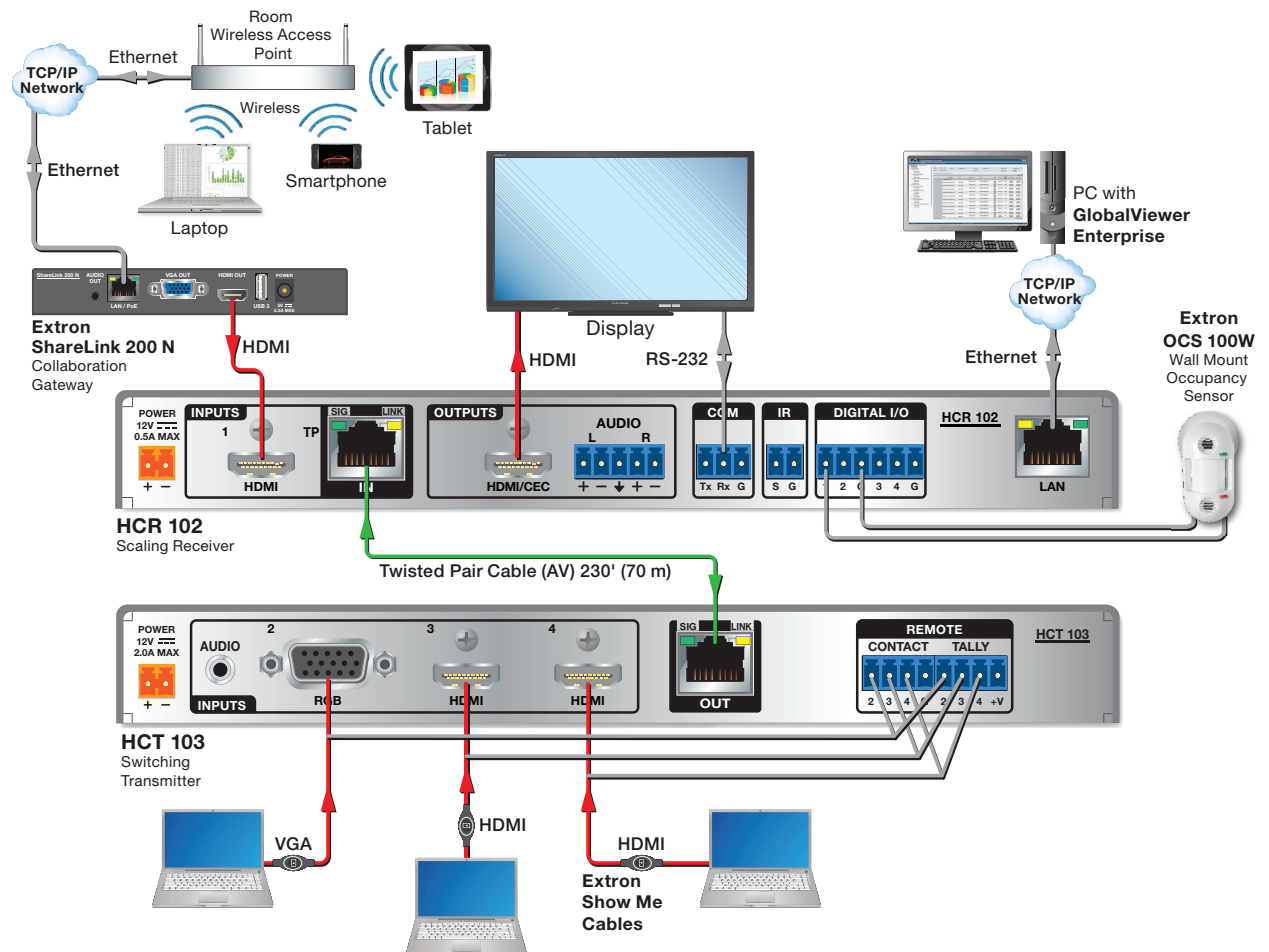 Room
Wireless Access
Point
Ethernet
TCP/IP
Network
Wireless
Tablet
Ethernet
Smartphone
Laptop
PC with
GlobalViewer
Enterprise
TCP/IP
Network
ShareLink 200 N
AUDIO
OUT
LAN / PoE
VGA OUT
HDMI OUT
USB 3
POWER
5V
2.2A MAX
Extron
ShareLink 200 N
Collaboration
Gateway
HDMI
Display
HDMI
RS-232
Ethernet
Extron
OCS 100W
Wall Mount
Occupancy
Sensor
POWER
12V
0.5A MAX
+ −
INPUTS
1
HDMI
TP
SIG LINK
IN
OUTPUTS
HDMI/CEC
AUDIO
L R
+ − + −
COM
Tx Rx G
IR
S G
DIGITAL I/O
2 3 4 G
HCR 102
LAN
HCR 102
Scaling Receiver
Twisted Pair Cable (AV) 230' (70 m)
POWER
12V
2.0A MAX
+ −
AUDIO
INPUTS
2
RGB
3
HDMI
4
HDMI
SIG LINK
OUT
REMOTE
CONTACT TALLY
2 3 4 2 3 4 +V
HCT 103
HCT 103
Switching
Transmitter
VGA
HDMI
HDMI
Extron
Show Me
Cables